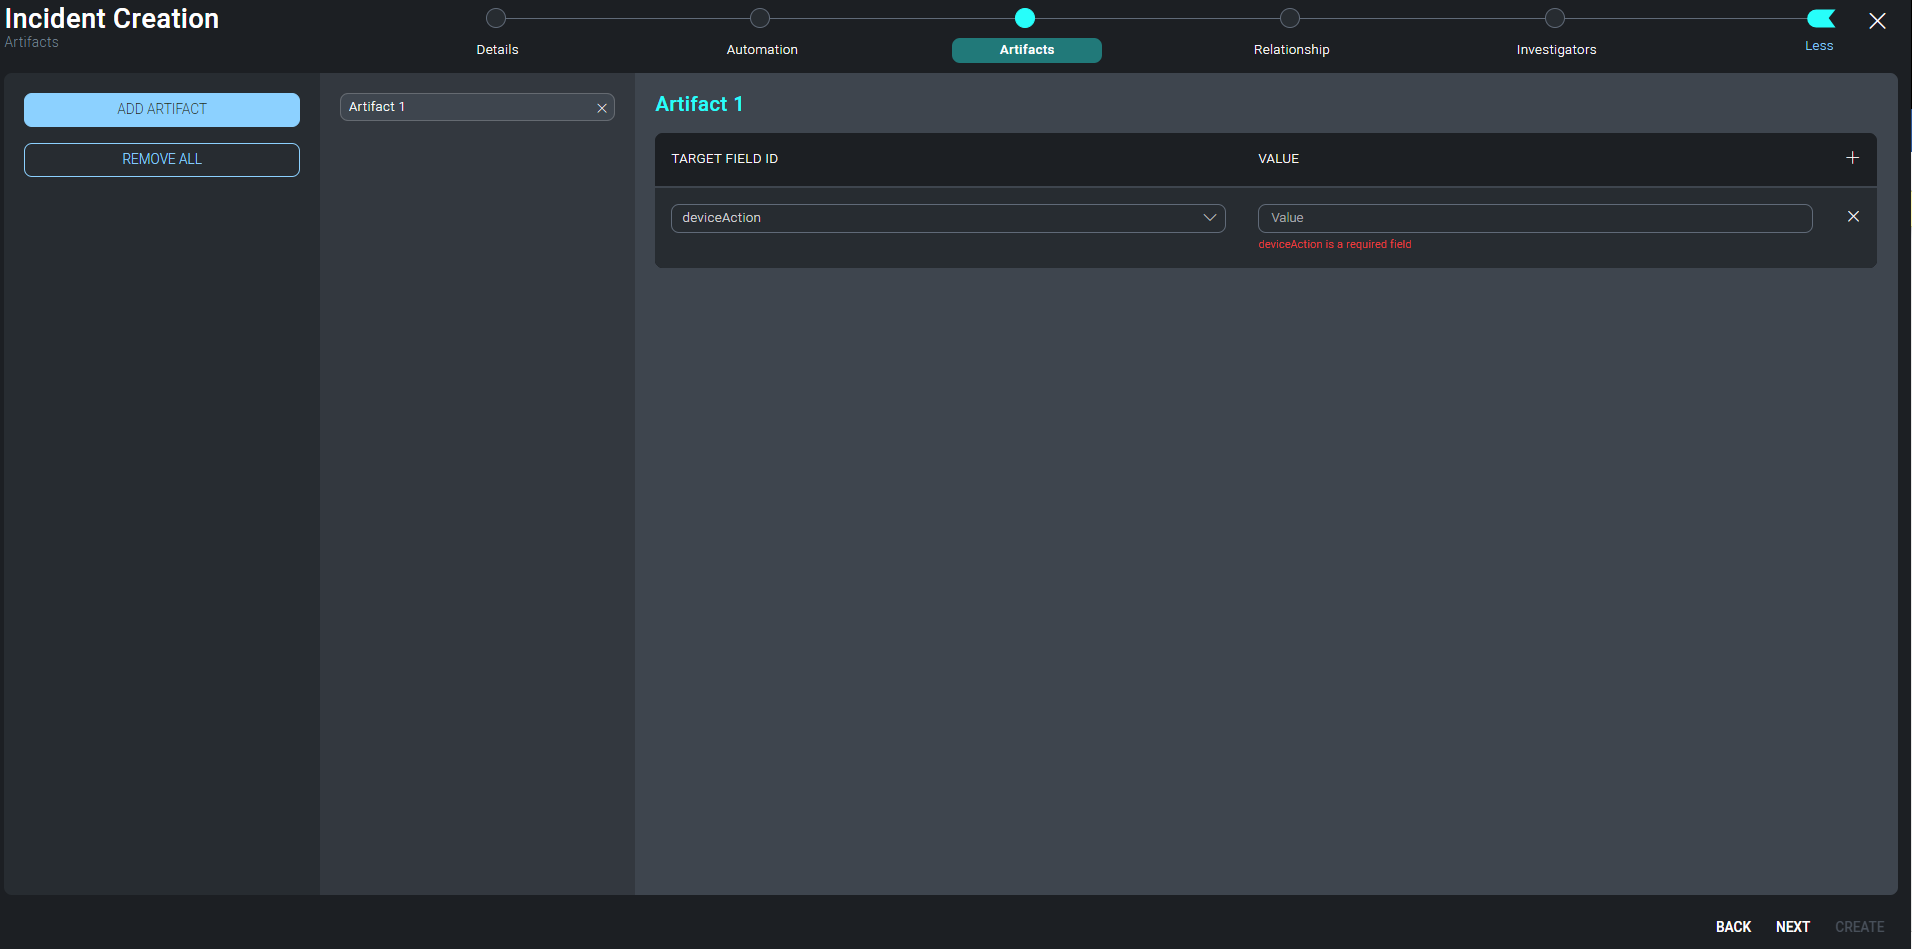 Incident Creation
Artifacts
Details
Automation
Artifacts
Relationship
Investigators
Less
ADD ARTIFACT
REMOVE ALL
Artifact 1
Artifact 1
TARGET FIELD ID
VALUE
deviceAction
Value
deviceAction is a required field
BACK
NEXT
CREATE